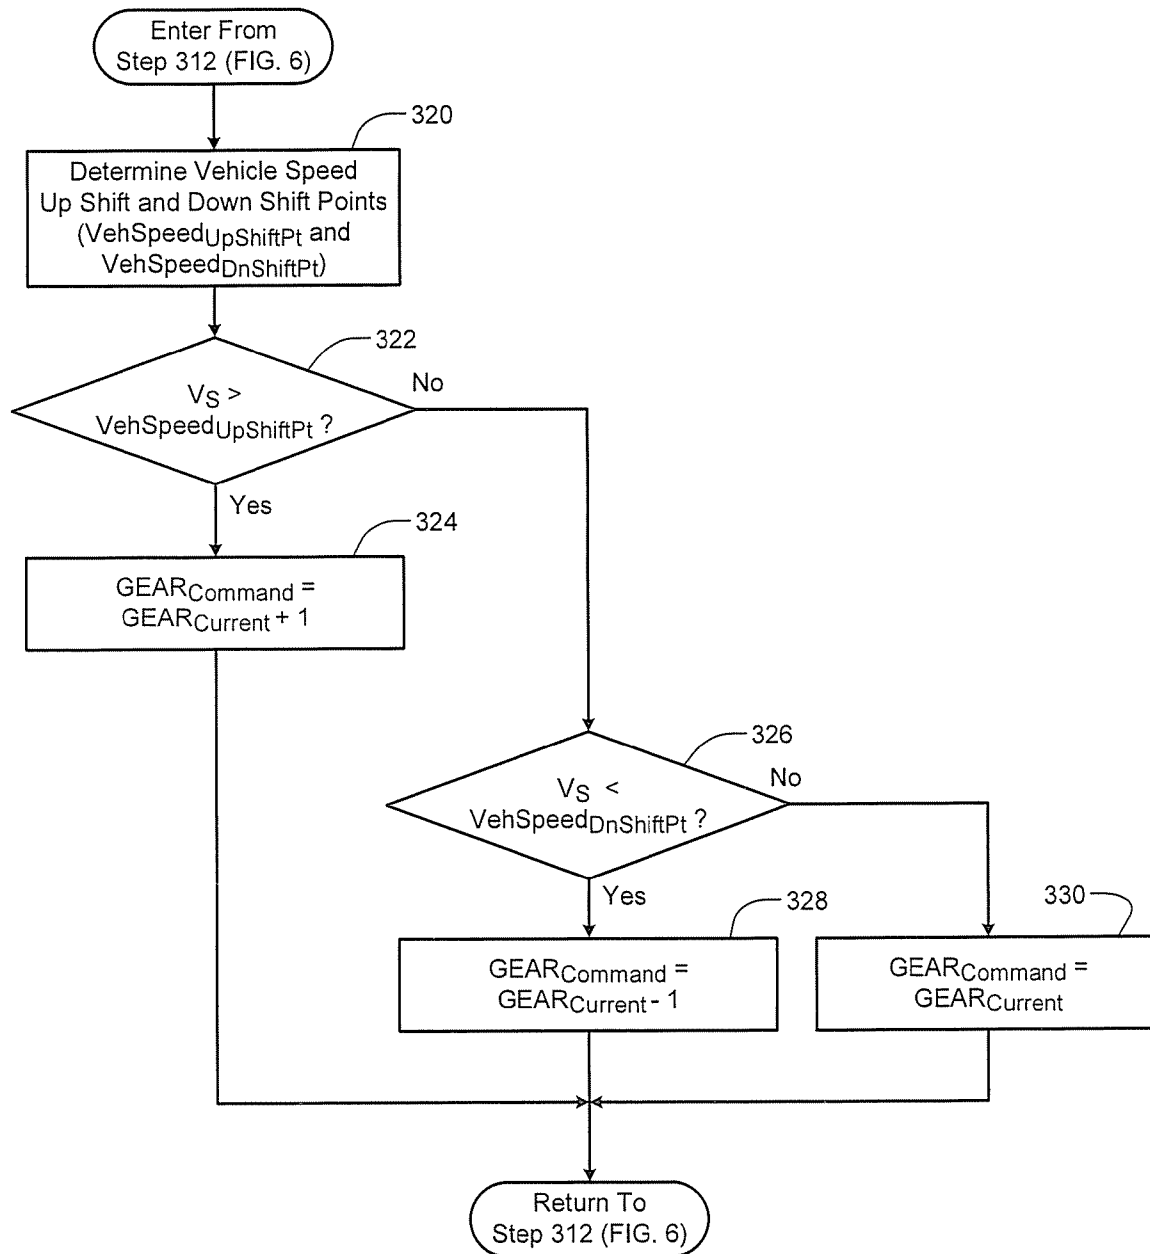 Enter From
Step 312 (FIG. 6)
320
Determine Vehicle Speed
Up Shift and Down Shift Points
(VehSpeedUpShiftPt and
VehSpeedDnShiftPt)
322
VS >
VehSpeedUpShiftPt ?
No
Yes
324
GEARCommand =
GEARCurrent + 1
326
VS <
VehSpeedDnShiftPt ?
No
Yes
328
330
GEARCommand =
GEARCurrent - 1
GEARCommand =
GEARCurrent
Return To
Step 312 (FIG. 6)